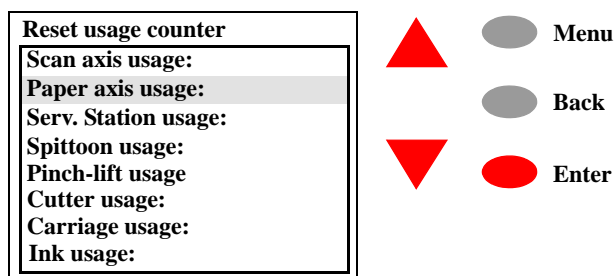 Reset usage counter
Scan axis usage:
Paper axis usage:
Serv. Station usage:
Spittoon usage:
Pinch-lift usage
Cutter usage:
Carriage usage:
Ink usage:
Menu
Back
Enter